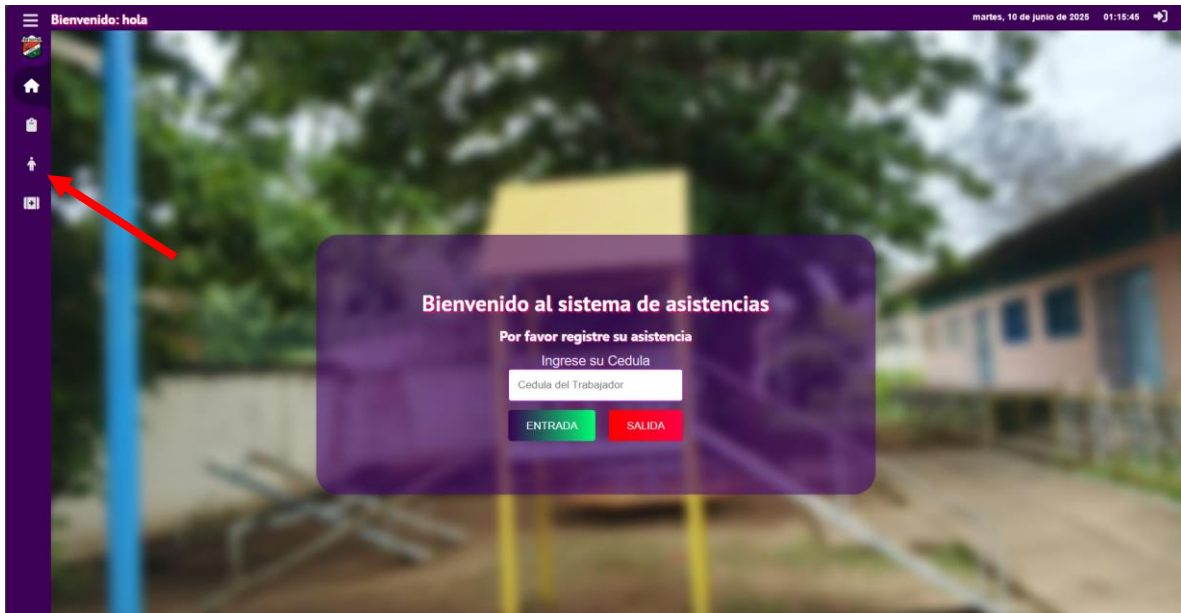 Bienvenido: hola
martes, 10 de junio de 2025 01:15:45
Bienvenido al sistema de asistencias
Por favor registre su asistencia
Ingrese su Cedula
Cedula del Trabajador
ENTRADA SALIDA